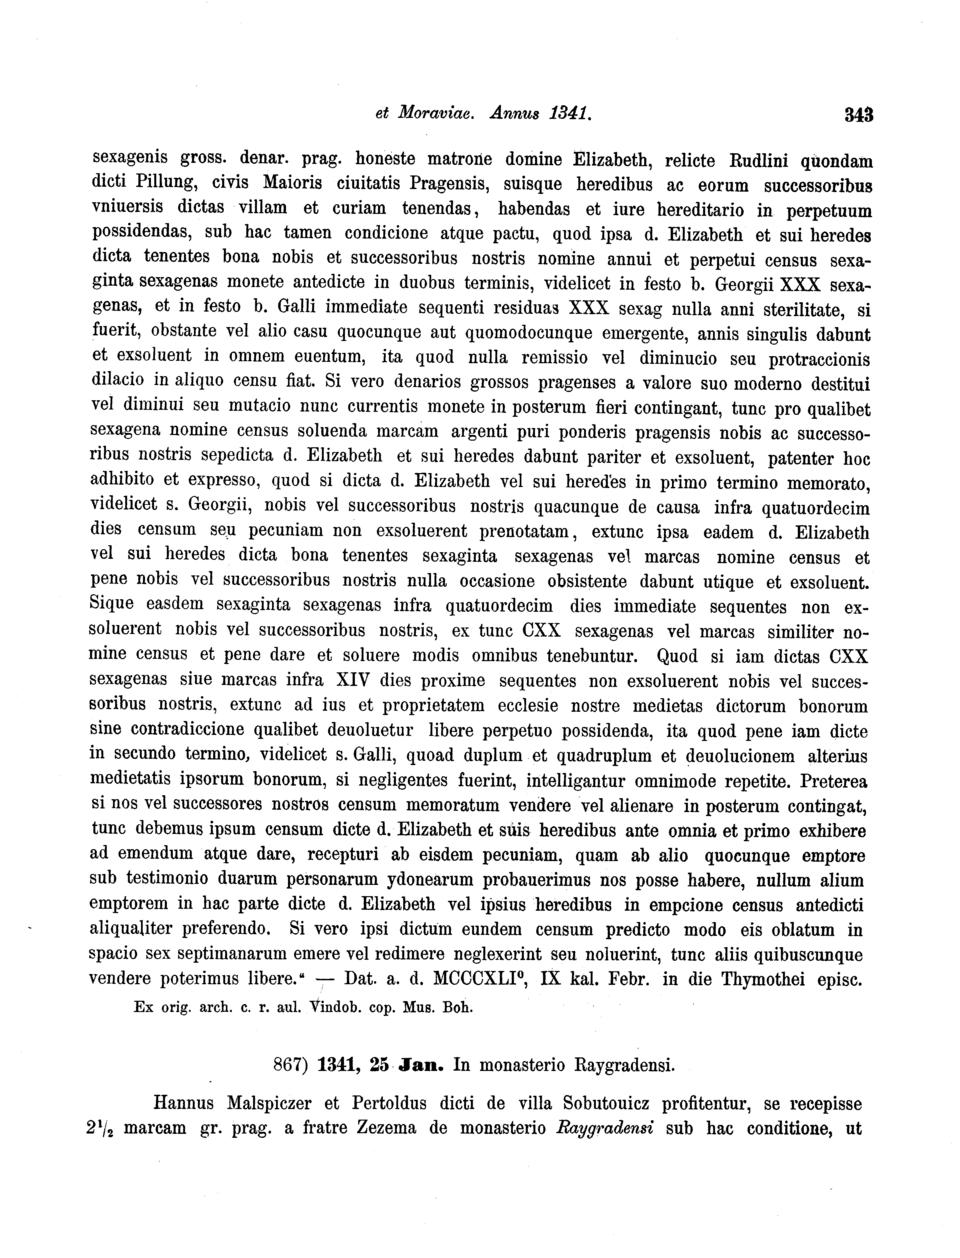 et Moraviae. Annus 1341. 343
sexagenis gross. denar. prag. honeste matrone domine Elizabeth, relicte Rudlini quondam
dicti Pillung, civis Maioris ciuitatis Pragensis, suisque heredibus ac eorum successoribus
vniuersis dictas villam et curiam tenendas, habendas et iure hereditario in perpetuum
possidendas, sub hac tamen condicione atque pactu, quod ipsa d. Elizabeth et sui heredes
dicta tenentes bona nobis et successoribus nostris nomine annui et perpetui census sexa-
ginta sexagenas monete antedicte in duobus terminis, videlicet in festo b. Georgii XXX sexa-
genas, et in festo b. Galli immediate sequenti residuas XXX sexag nulla anni sterilitate, si
fuerit, obstante vel alio casu quocunque aut quomodocunque emergente, annis singulis dabunt
et exsoluent in omnem euentum, ita quod nulla remissio vel diminucio seu protraccionis
dilacio in aliquo censu fiat. Si vero denarios grossos pragenses a valore suo moderno destitui
vel diminui seu mutacio nunc currentis monete in posterum fieri contingant, tunc pro qualibet
sexagena nomine census soluenda marcam argenti puri ponderis pragensis nobis ac successo-
ribus nostris sepedicta d. Elizabeth et sui heredes dabunt pariter et exsoluent, patenter hoc
adhibito et expresso, quod si dicta d. Elizabeth vel sui heredes in primo termino memorato,
videlicet s. Georgii, nobis vel successoribus nostris quacunque de causa infra quatuordecim
dies censum seu pecuniam non exsoluerent prenotatam, extunc ipsa eadem d. Elizabeth
vel sui heredes dicta bona tenentes sexaginta sexagenas vel marcas nomine census et
pene nobis vel successoribus nostris nulla occasione obsistente dabunt utique et exsoluent.
Sique easdem sexaginta sexagenas infra quatuordecim dies immediate sequentes non ex-
soluerent nobis vel successoribus nostris, ex tunc CXX sexagenas vel marcas similiter no-
mine census et pene dare et soluere modis omnibus tenebuntur. Quod si iam dictas CXX
sexagenas siue marcas infra XIV dies proxime sequentes non exsoluerent nobis vel succes-
soribus nostris, extunc ad ius et proprietatem ecclesie nostre medietas dictorum bonorum
sine contradiccione qualibet deuoluetur libere perpetuo possidenda, ita quod pene iam dicte
in secundo termino, videlicet s. Galli, quoad duplum et quadruplum et deuolucionem alterius
medietatis ipsorum bonorum, si negligentes fuerint, intelligantur omnimode repetite. Preterea
si nos vel successores nostros censum memoratum vendere vel alienare in posterum contingat,
tunc debemus ipsum censum dicte d. Elizabeth et suis heredibus ante omnia et primo exhibere
ad emendum atque dare, recepturi ab eisdem pecuniam, quam ab alio quocunque emptore
sub testimonio duarum personarum ydonearum probauerimus nos posse habere, nullum alium
emptorem in hac parte dicte d. Elizabeth vel ipsius heredibus in empcione census antedicti
aliqualiter preferendo. Si vero ipsi dictum eundem censum predicto modo eis oblatum in
spacio sex septimanarum emere vel redimere neglexerint seu noluerint, tunc aliis quibuscunque
vendere poterimus libere.“ — Dat. a. d. MCCCXLI⁰, IX kal. Febr. in die Thymothei episc.
Ex orig. arch. c. r. aul. Vindob. cop. Mus. Boh.
867) 1341, 25 Jan. In monasterio Raygradensi.
Hannus Malspiczer et Pertoldus dicti de villa Sobutouicz profitentur, se recepisse
2¹/₂ marcam gr. prag. a fratre Zezema de monasterio Raygradensi sub hac conditione, ut